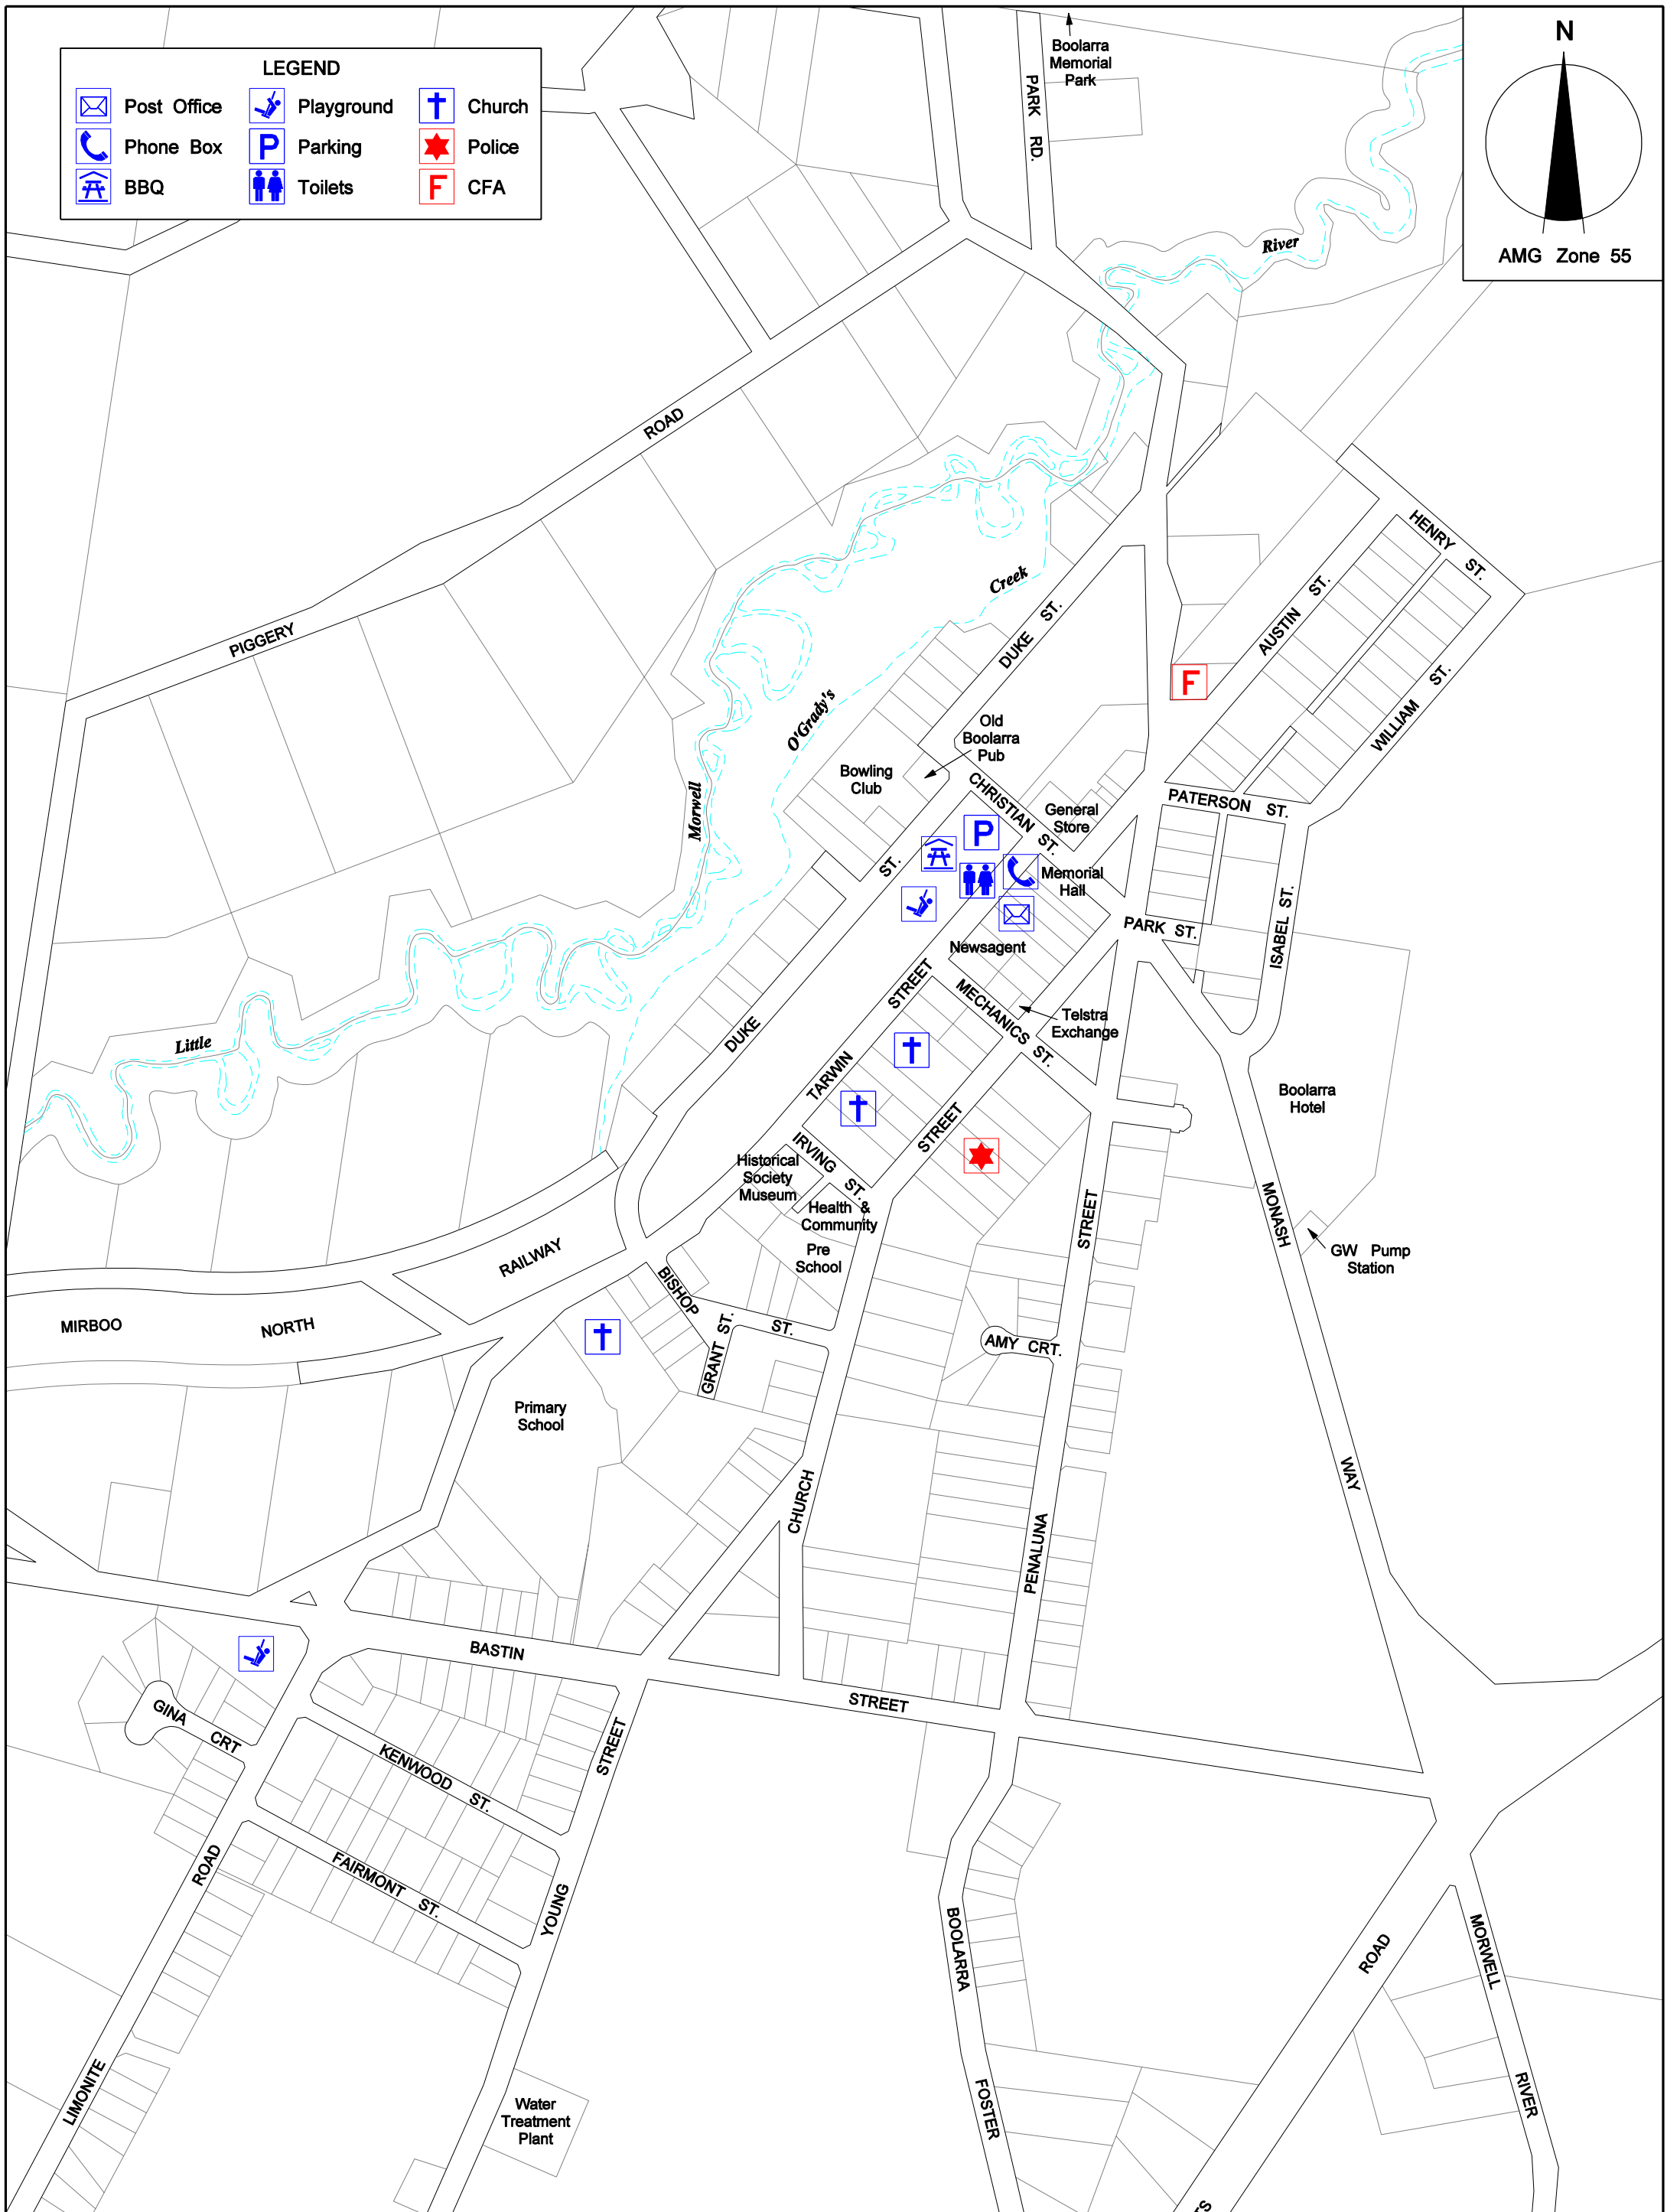 LEGEND
Post Office
Playground
Church
Phone Box
P
Parking
Police
BBQ
Toilets
F
CFA
N
AMG Zone 55
Boolarra
Memorial
Park
PARK RD.
River
ROAD
PIGGERY
HENRY ST.
AUSTIN ST.
WILLIAM ST.
Creek
DUKE ST.
O'Grady's
F
Old
Boolarra
Pub
Bowling
Club
CHRISTIAN ST.
General
Store
PATERSON ST.
Morwell
P
ST.
Memorial
Hall
PARK ST.
ISABEL ST.
Newsagent
STREET
MECHANICS ST.
Telstra
Exchange
DUKE
Little
TARWIN
Boolarra
Hotel
STREET
IRVING ST.
Historical
Society
Museum
Health &
Community
Pre
School
STREET
MONASH
GW Pump
Station
RAILWAY
BISHOP
ST.
GRANT ST.
MIRBOO
NORTH
AMY CRT.
Primary
School
CHURCH
WAY
PENALUNA
BASTIN
STREET
GINA CRT
KENWOOD ST.
STREET
ROAD
FAIRMONT ST.
YOUNG
BOOLARRA
ROAD
MORWELL
LIMONITE
FOSTER
RIVER
Water
Treatment
Plant